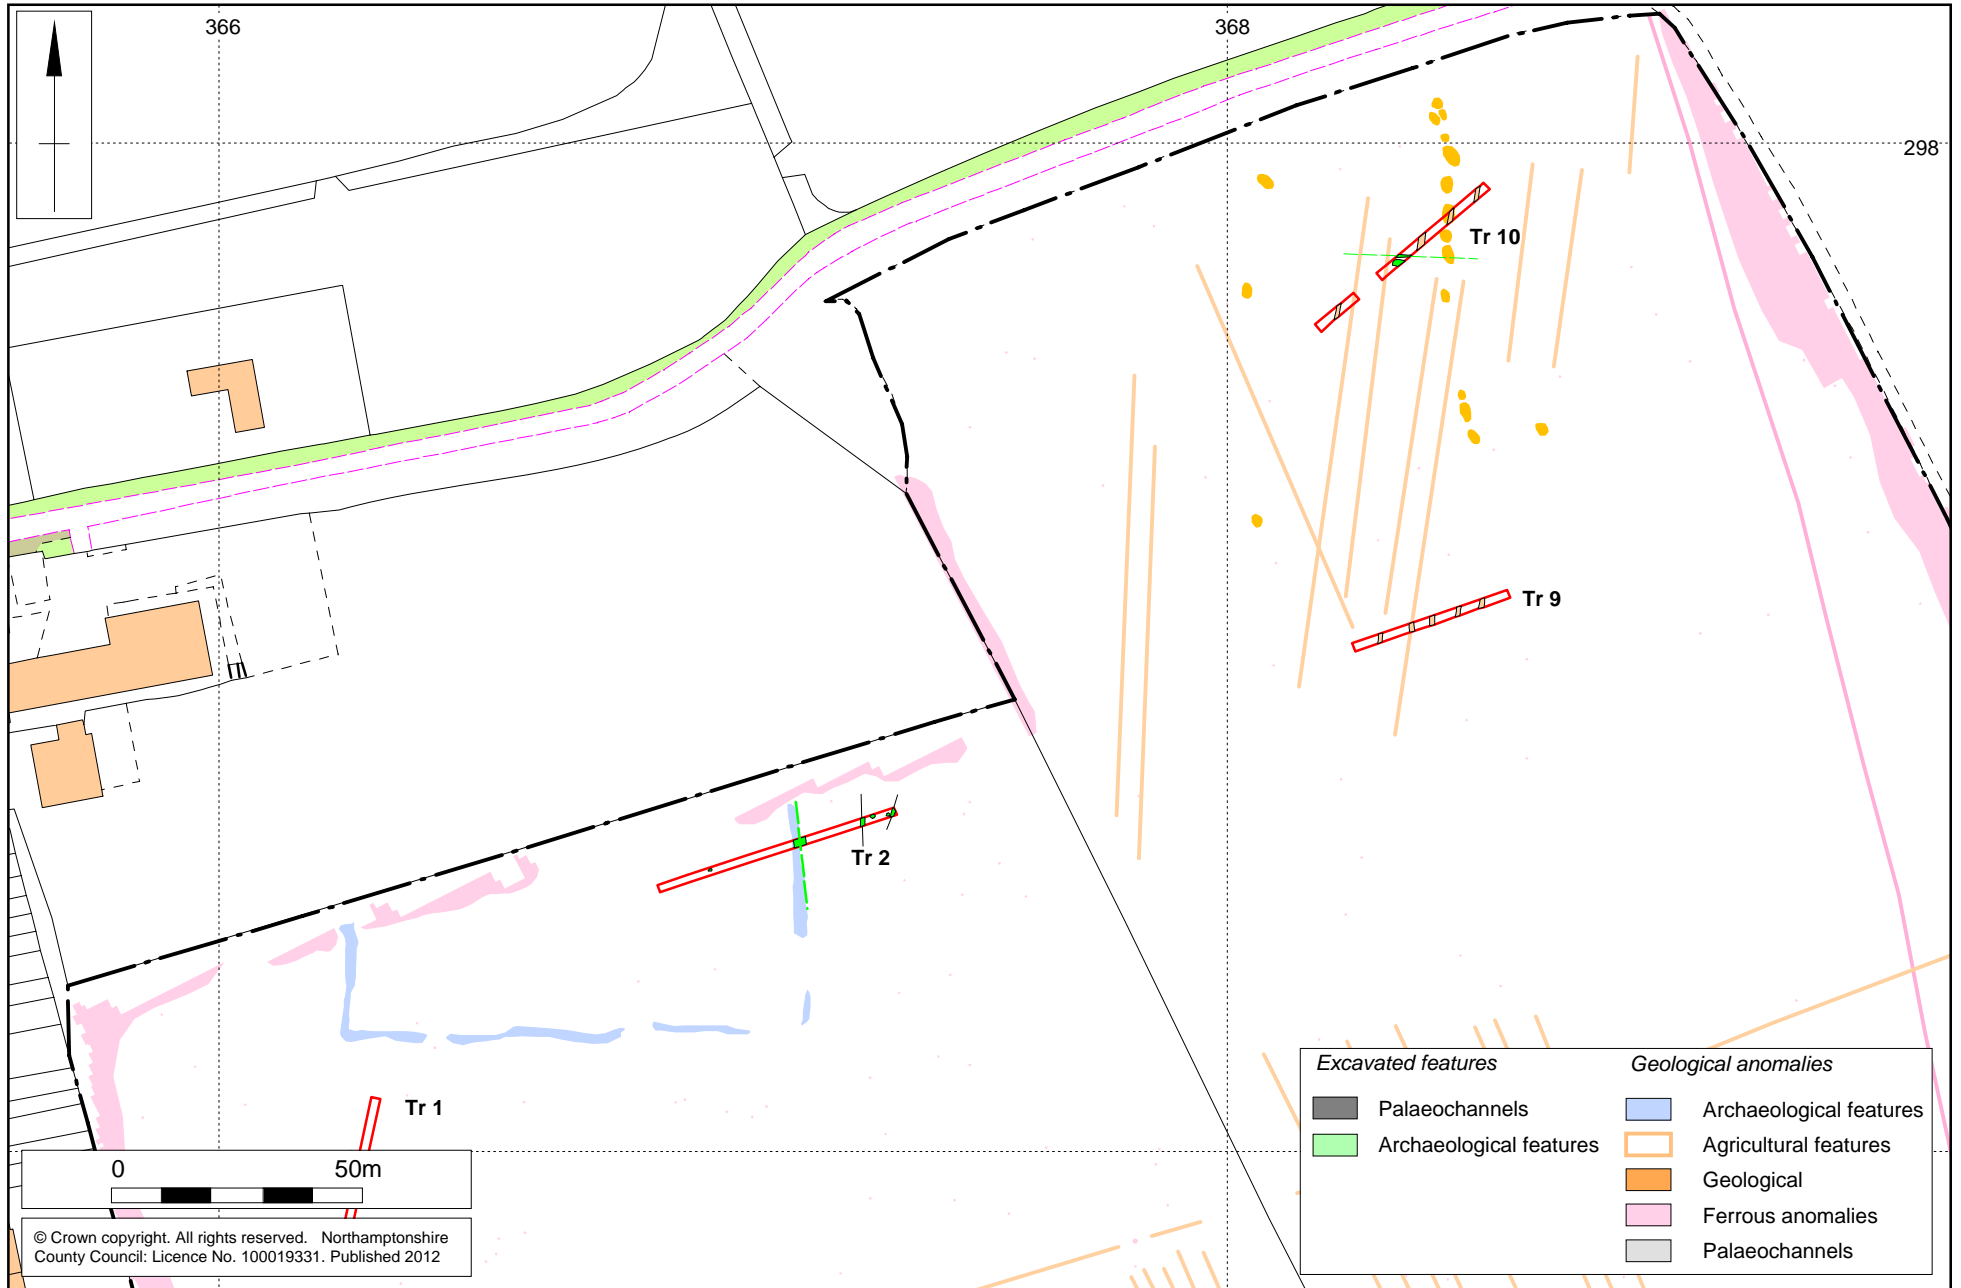 366
368
298
Tr 10
Tr 9
Tr 2
Tr 1
0 50m
© Crown copyright. All rights reserved. Northamptonshire
County Council: Licence No. 100019331. Published 2012
Excavated features
Palaeochannels
Archaeological features
Geological anomalies
Archaeological features
Agricultural features
Geological
Ferrous anomalies
Palaeochannels